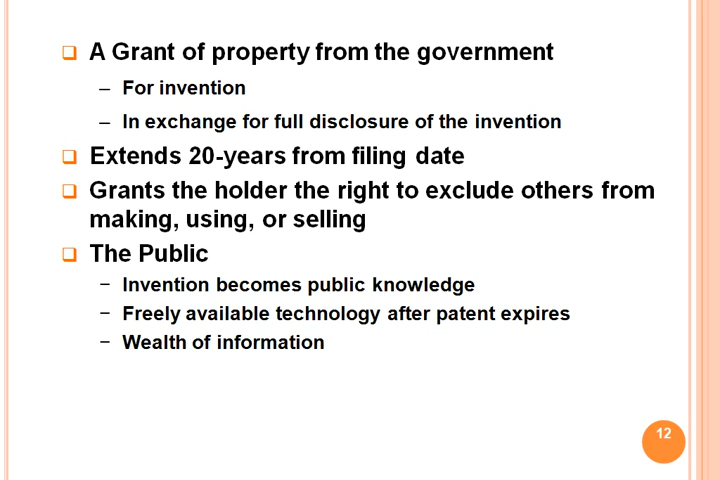 ❑ A Grant of property from the government
– For invention
– In exchange for full disclosure of the invention
❑ Extends 20-years from filing date
❑ Grants the holder the right to exclude others from
making, using, or selling
❑ The Public
− Invention becomes public knowledge
− Freely available technology after patent expires
− Wealth of information
12